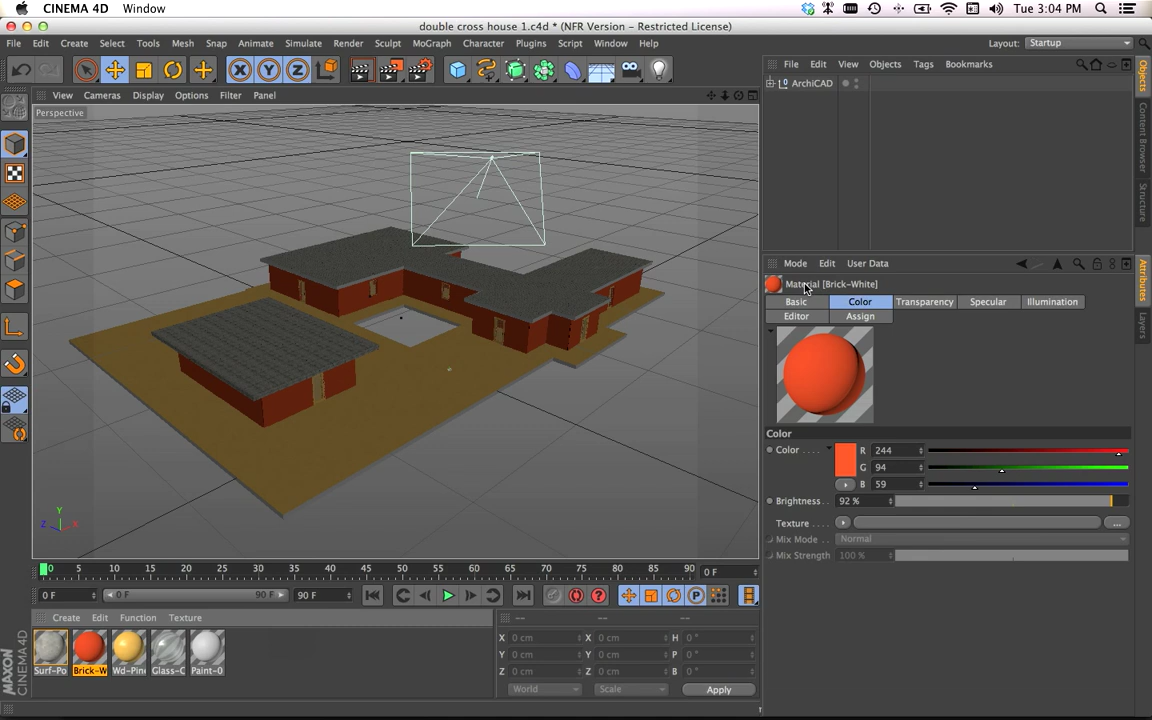 CINEMA 4D Window Tue 3:04 PM
double cross house 1.c4d * (NFR Version - Restricted License)
File Edit Create Select Tools Mesh Snap Animate Simulate Render Sculpt MoGraph Character Plugins Script Window Help Layout: Startup
View Cameras Display Options Filter Panel
Perspective
Y
Z X
File Edit View Objects Tags Bookmarks
ArchiCAD
Objects
Content Browser
Structure
Mode Edit User Data
Material [Brick-White]
Basic Color Transparency Specular Illumination
Editor Assign
Attributes
Layers
Color
Color . . . . R 244
G 94
B 59
Brightness . . 92 %
Texture . . . . ...
Mix Mode . . Normal
Mix Strength 100 %
0 5 10 15 20 25 30 35 40 45 50 55 60 65 70 75 80 85 90 0 F
0 F 0 F 90 F 90 F
Create Edit Function Texture
Surf-Po Brick-W Wd-Pine Glass-C Paint-0
-- -- --
X 0 cm X 0 cm H 0 °
Y 0 cm Y 0 cm P 0 °
Z 0 cm Z 0 cm B 0 °
World Scale Apply
MAXON
CINEMA 4D